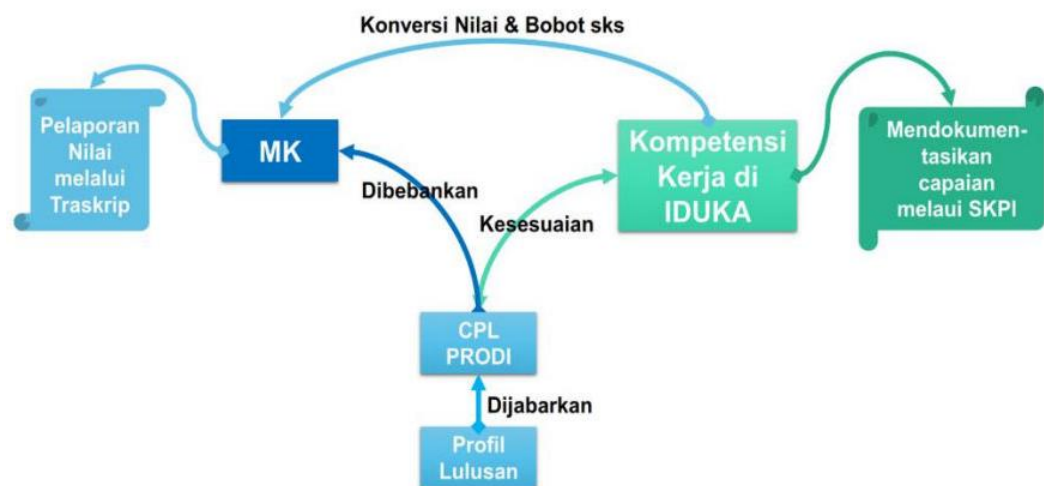 Konversi Nilai & Bobot sks
Pelaporan
Nilai
melalui
Traskrip
MK
Kompetensi
Kerja di
IDUKA
Mendokumen-
tasikan
capaian
melaui SKPI
Dibebankan
Kesesuaian
CPL
PRODI
Dijabarkan
Profil
Lulusan